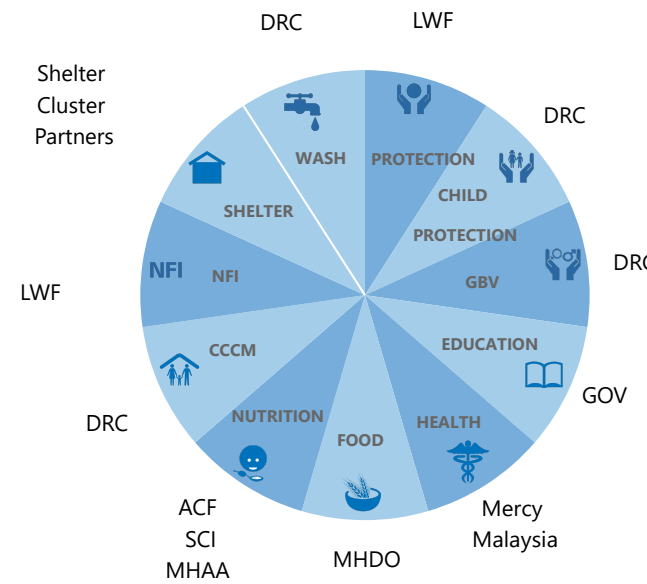 DRC
LWF
Shelter
Cluster
Partners
DRC
WASH
PROTECTION
CHILD
PROTECTION
SHELTER
DRC
NFI
NFI
GBV
LWF
EDUCATION
CCCM
GOV
DRC
NUTRITION
HEALTH
FOOD
ACF
SCI
MHAA
Mercy
Malaysia
MHDO